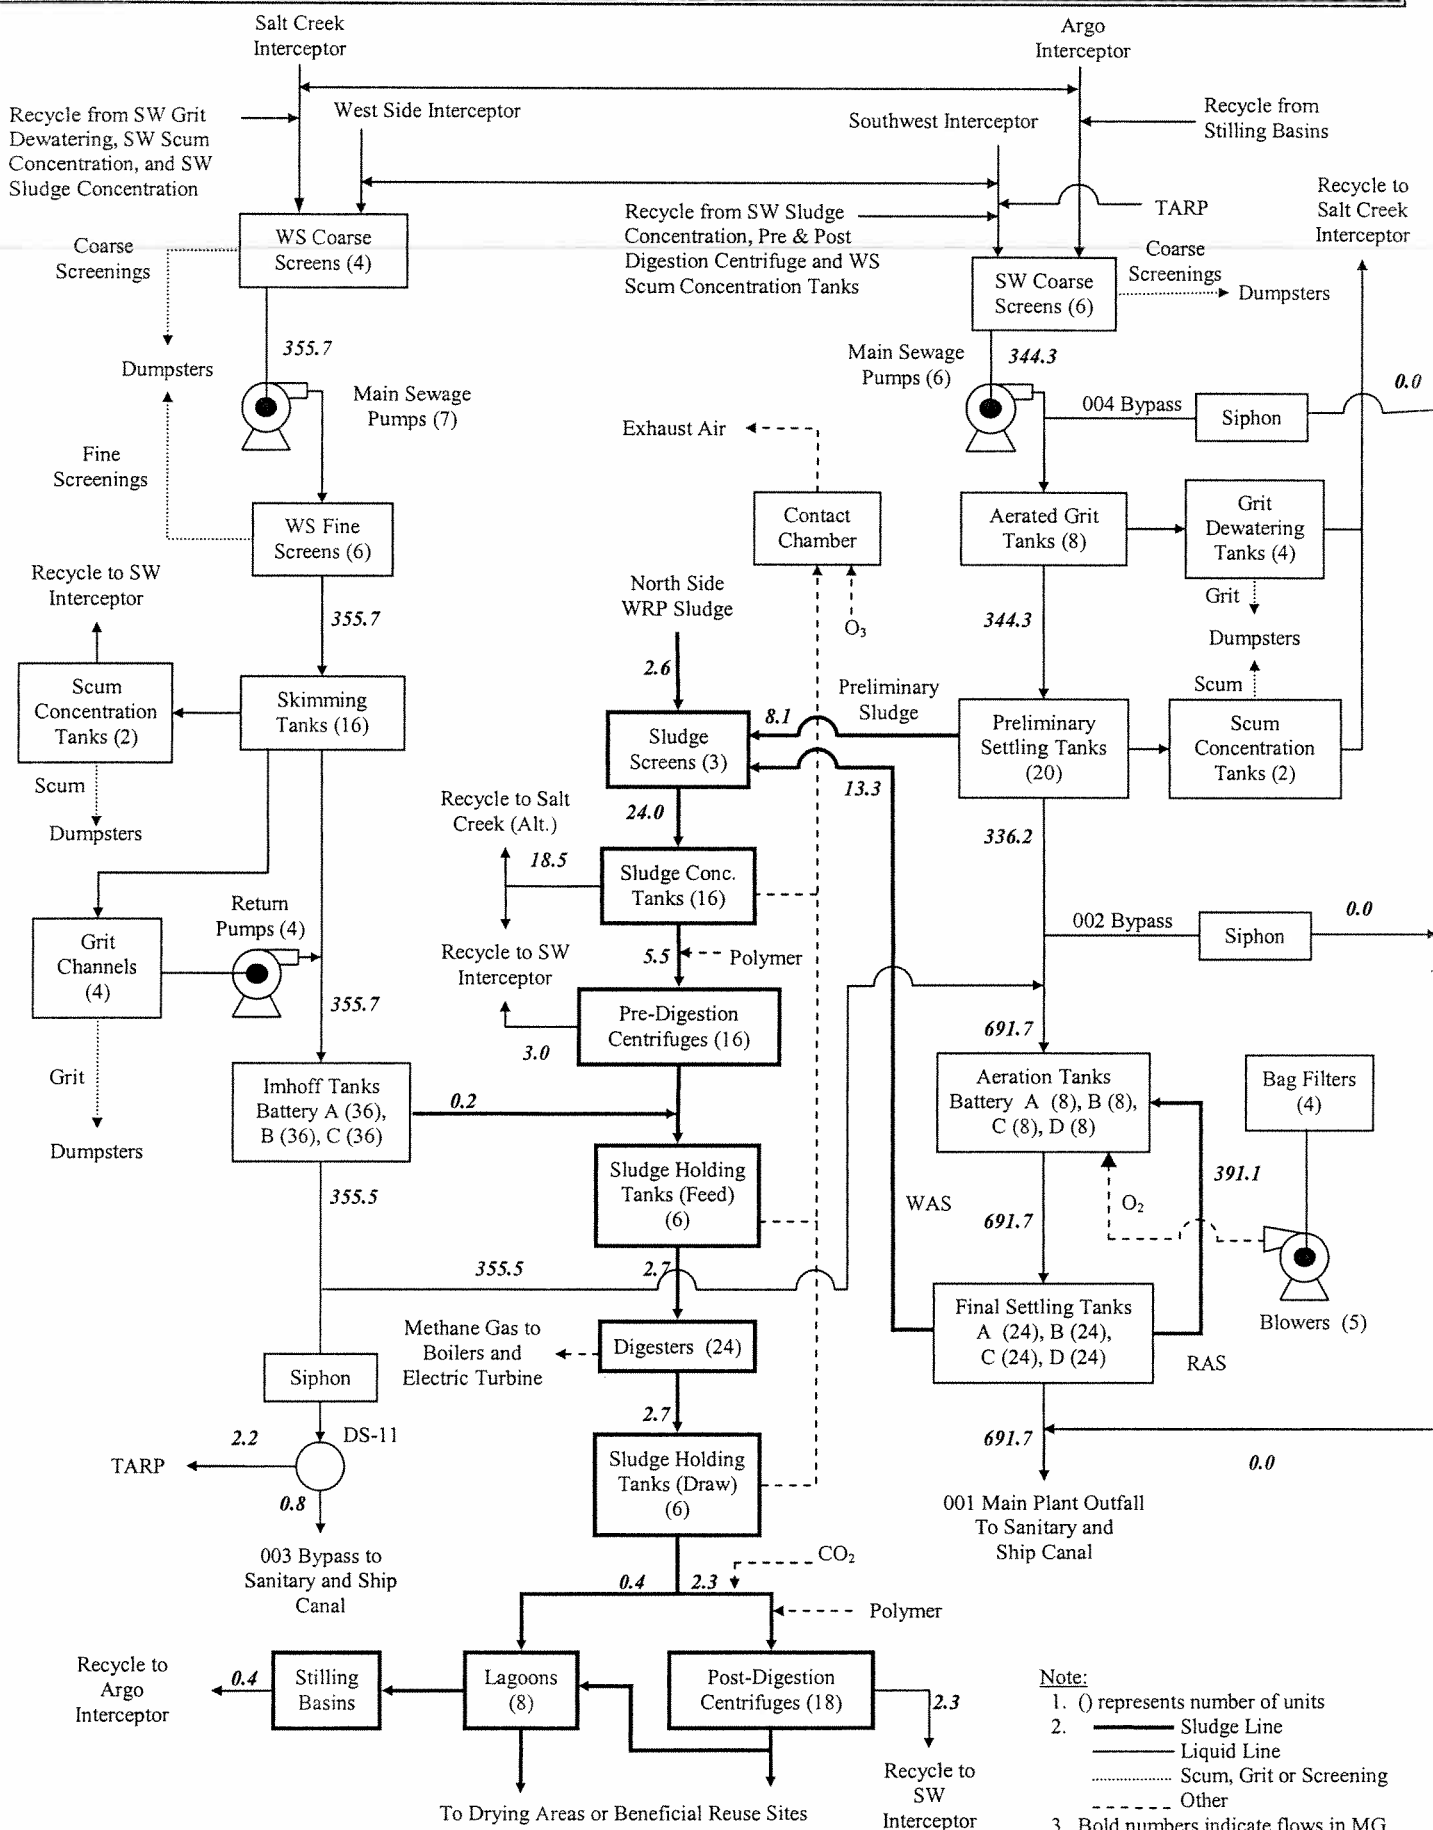 Salt Creek
Interceptor
Argo
Interceptor
Recycle from SW Grit
Dewatering, SW Scum
Concentration, and SW
Sludge Concentration
West Side Interceptor
Southwest Interceptor
Recycle from
Stilling Basins
Recycle from SW Sludge
Concentration, Pre & Post
Digestion Centrifuge and WS
Scum Concentration Tanks
TARP
Recycle to
Salt Creek
Interceptor
WS Coarse
Screens (4)
Coarse
Screenings
SW Coarse
Screens (6)
Coarse
Screenings
Dumpsters
355.7
Dumpsters
Main Sewage
Pumps (7)
Main Sewage
Pumps (6)
344.3
004 Bypass
Siphon
0.0
Exhaust Air
Fine
Screenings
WS Fine
Screens (6)
Contact
Chamber
Aerated Grit
Tanks (8)
Grit
Dewatering
Tanks (4)
Recycle to SW
Interceptor
355.7
North Side
WRP Sludge
O3
344.3
Grit
Dumpsters
2.6
Scum
Concentration
Tanks (2)
Skimming
Tanks (16)
Preliminary
Sludge
8.1
Scum
Sludge
Screens (3)
Preliminary
Settling Tanks
(20)
Scum
Concentration
Tanks (2)
Scum
Dumpsters
13.3
Recycle to Salt
Creek (Alt.)
24.0
336.2
18.5
Sludge Conc.
Tanks (16)
Return
Pumps (4)
002 Bypass
Siphon
0.0
Grit
Channels
(4)
Recycle to SW
Interceptor
5.5
Polymer
355.7
Pre-Digestion
Centrifuges (16)
3.0
691.7
Grit
Dumpsters
Imhoff Tanks
Battery A (36),
B (36), C (36)
0.2
Aeration Tanks
Battery A (8), B (8),
C (8), D (8)
Bag Filters
(4)
Sludge Holding
Tanks (Feed)
(6)
355.5
WAS
691.7
O2
391.1
355.5
2.7
Final Settling Tanks
A (24), B (24),
C (24), D (24)
Blowers (5)
RAS
Methane Gas to
Boilers and
Electric Turbine
Digesters (24)
Siphon
2.7
DS-11
2.2
TARP
0.8
Sludge Holding
Tanks (Draw)
(6)
691.7
0.0
001 Main Plant Outfall
To Sanitary and
Ship Canal
003 Bypass to
Sanitary and Ship
Canal
CO2
0.4
2.3
Polymer
Recycle to
Argo
Interceptor
0.4
Stilling
Basins
Lagoons
(8)
Post-Digestion
Centrifuges (18)
2.3
Recycle to
SW
Interceptor
To Drying Areas or Beneficial Reuse Sites
Note:
1. () represents number of units
2. Sludge Line
Liquid Line
Scum, Grit or Screening
Other
3. Bold numbers indicate flows in MG